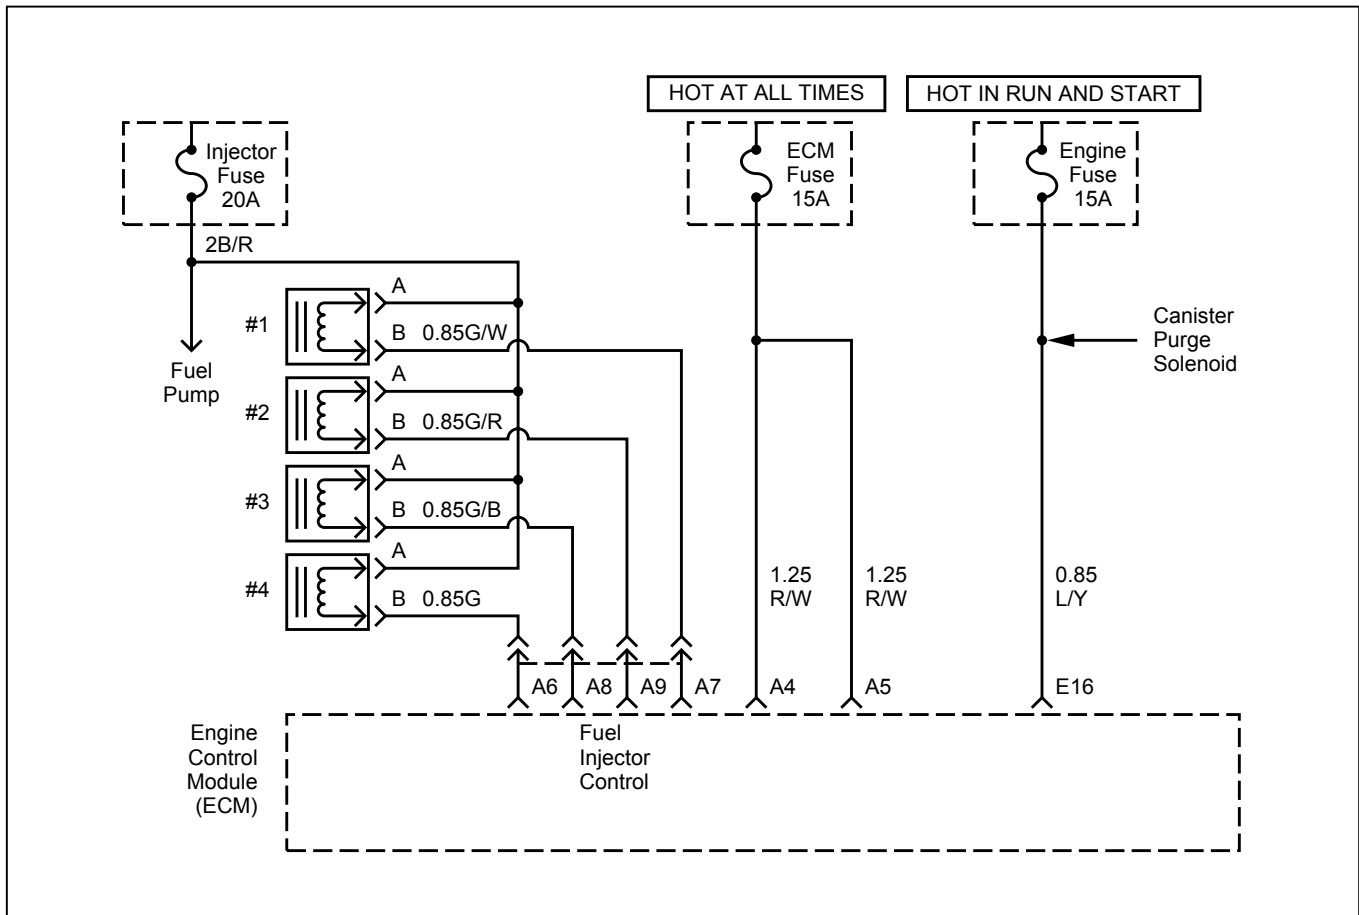 HOT AT ALL TIMES
HOT IN RUN AND START
Injector
Fuse
20A
ECM
Fuse
15A
Engine
Fuse
15A
2B/R
Fuel
Pump
#1
A
B 0.85G/W
#2
A
B 0.85G/R
#3
A
B 0.85G/B
#4
A
B 0.85G
Canister
Purge
Solenoid
1.25
R/W
1.25
R/W
0.85
L/Y
A6
A8
A9
A7
A4
A5
E16
Engine
Control
Module
(ECM)
Fuel
Injector
Control